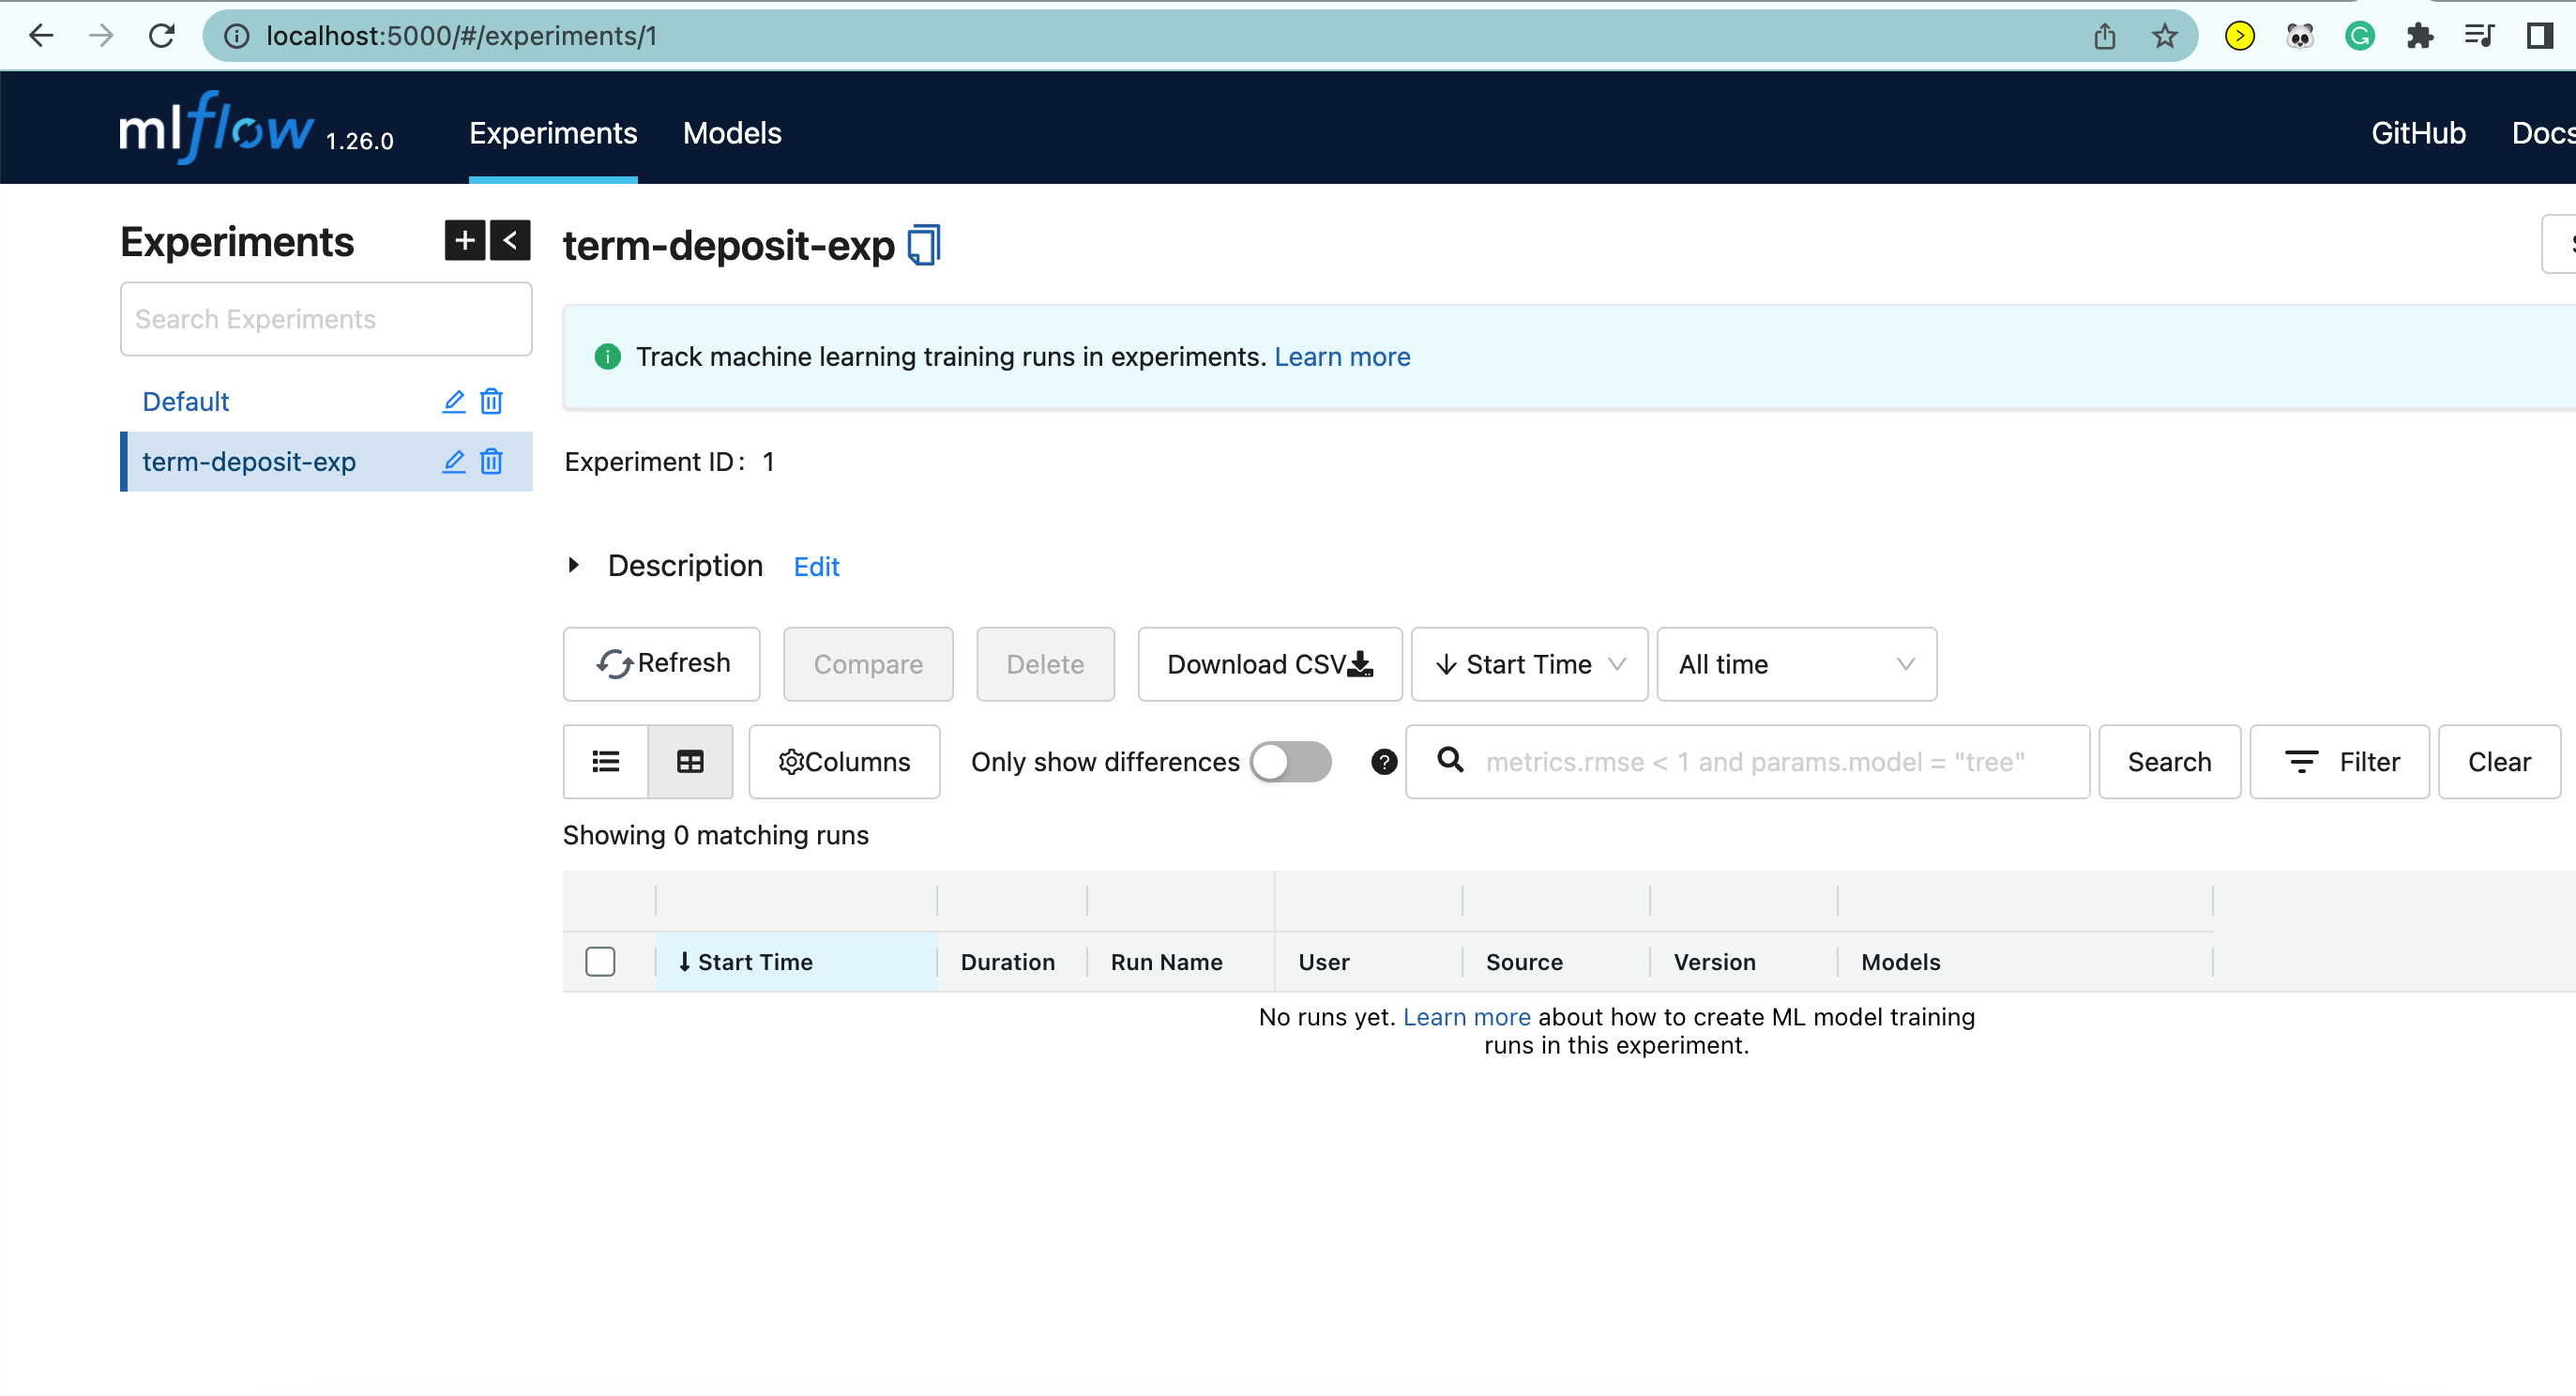 localhost:5000/#/experiments/1
mlflow 1.26.0 Experiments Models GitHub Docs
Experiments
Search Experiments
Default
term-deposit-exp
term-deposit-exp
Track machine learning training runs in experiments. Learn more
Experiment ID: 1
Description Edit
Refresh Compare Delete Download CSV Start Time All time
Columns Only show differences metrics.rmse < 1 and params.model = "tree" Search Filter Clear
Showing 0 matching runs
Start Time Duration Run Name User Source Version Models
No runs yet. Learn more about how to create ML model training
runs in this experiment.